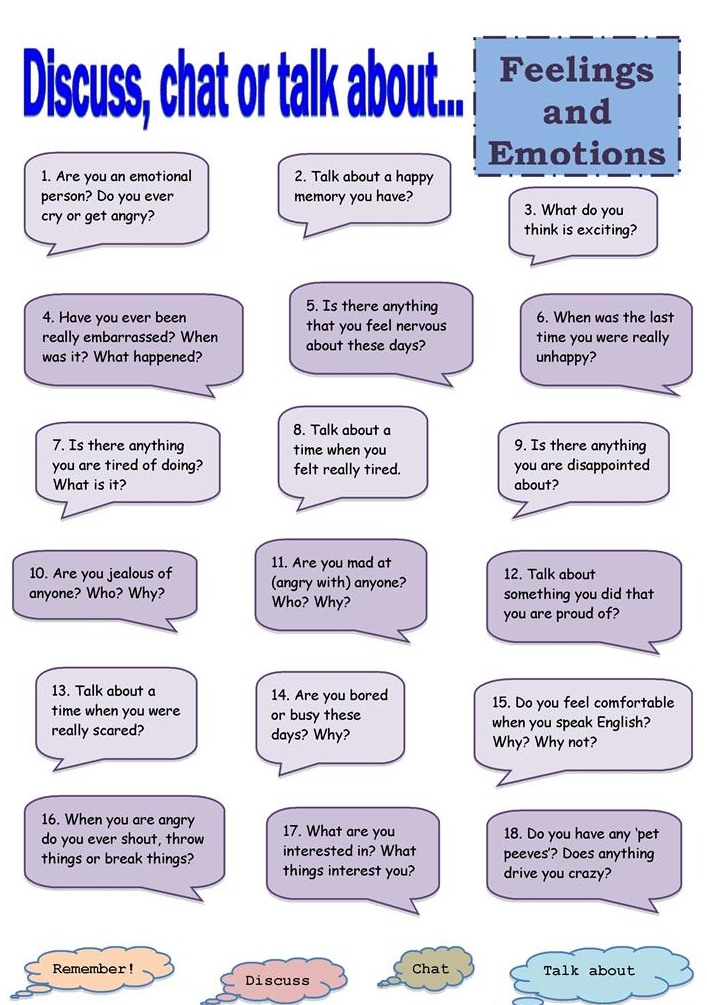 Discuss, chat or talk about...
Feelings
and
Emotions
1. Are you an emotional
person? Do you ever
cry or get angry?
2. Talk about a happy
memory you have?
3. What do you
think is exciting?
4. Have you ever been
really embarrassed? When
was it? What happened?
5. Is there anything
that you feel nervous
about these days?
6. When was the last
time you were really
unhappy?
7. Is there anything
you are tired of doing?
What is it?
8. Talk about a
time when you
felt really tired.
9. Is there anything
you are disappointed
about?
10. Are you jealous of
anyone? Who? Why?
11. Are you mad at
(angry with) anyone?
Who? Why?
12. Talk about
something you did that
you are proud of?
13. Talk about a
time when you were
really scared?
14. Are you bored
or busy these
days? Why?
15. Do you feel comfortable
when you speak English?
Why? Why not?
16. When you are angry
do you ever shout, throw
things or break things?
17. What are you
interested in? What
things interest you?
18. Do you have any ‘pet
peeves’? Does anything
drive you crazy?
Remember!
Discuss
Chat
Talk about